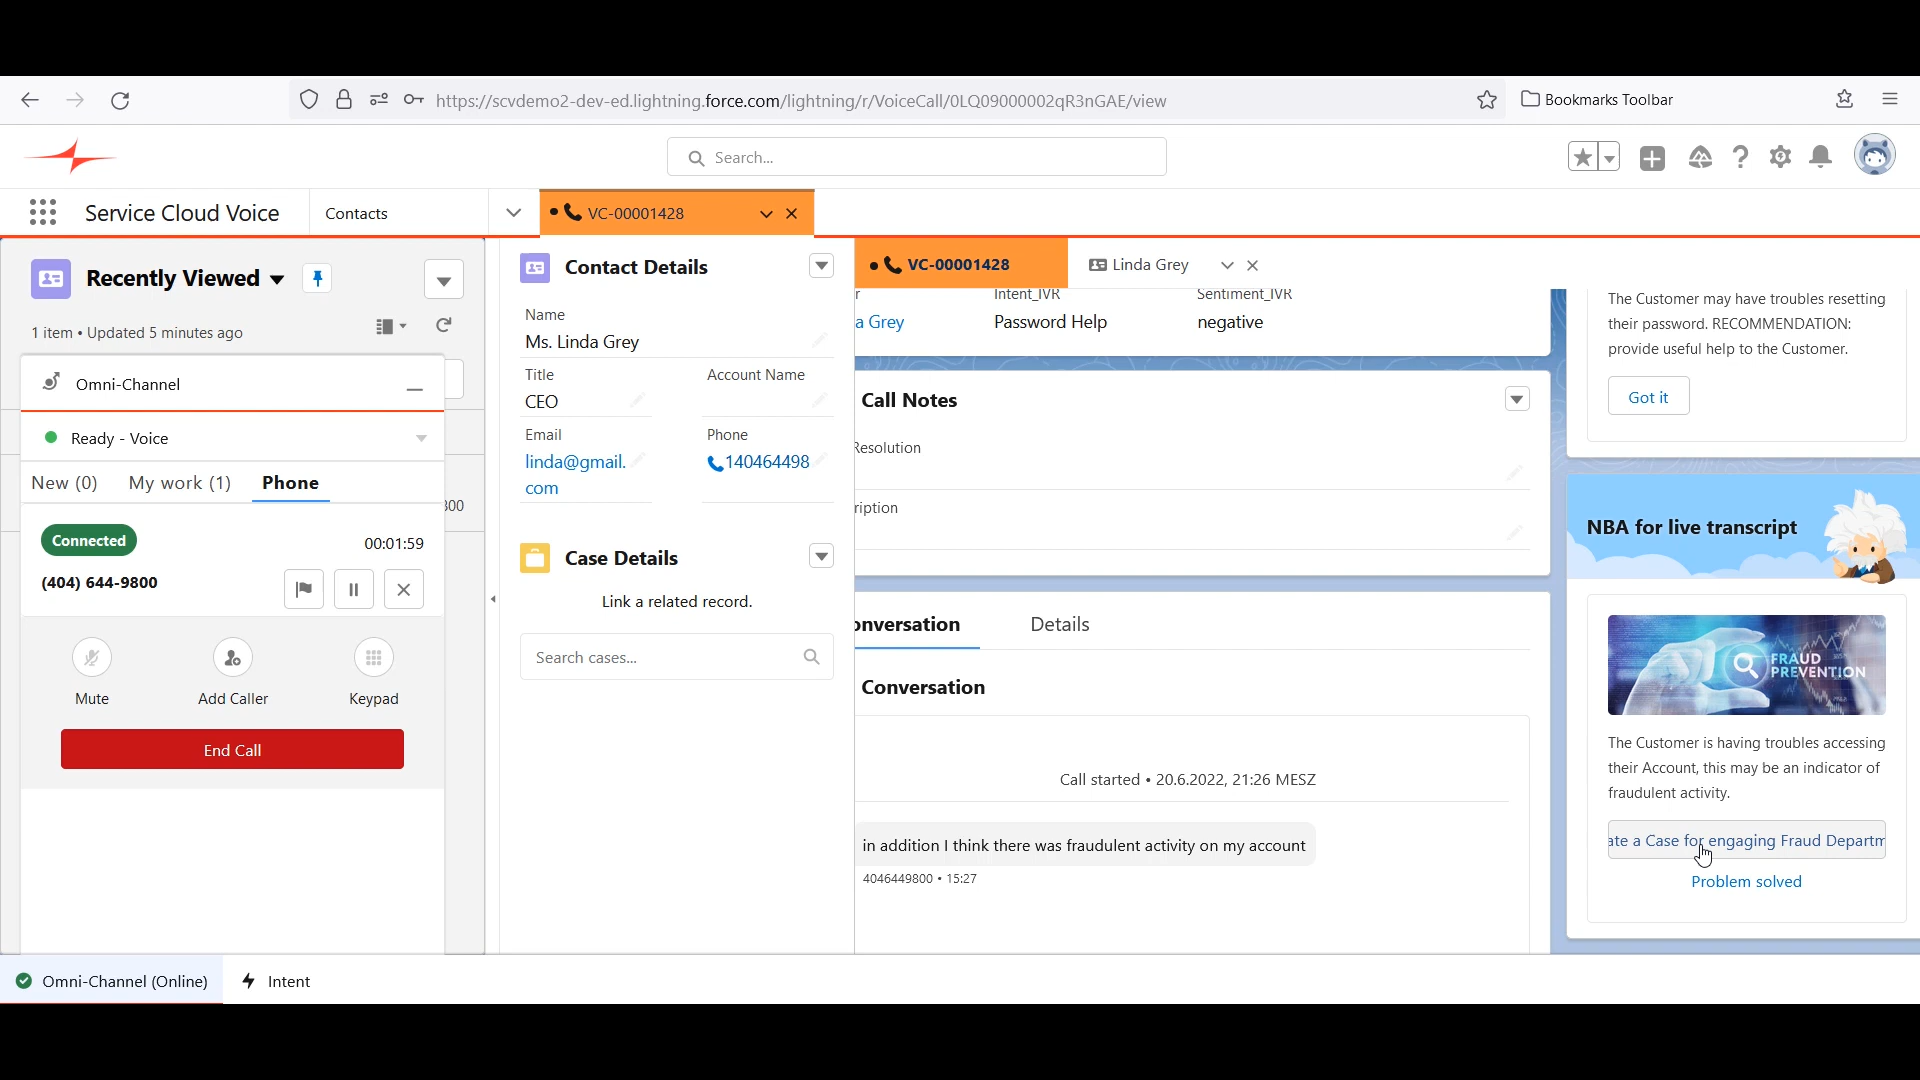 https://scvdemo2-dev-ed.lightning.force.com/lightning/r/VoiceCall/0LQ09000002qR3nGAE/view
Bookmarks Toolbar
Search...
Service Cloud Voice
Contacts
VC-00001428
Recently Viewed
1 item • Updated 5 minutes ago
Omni-Channel
Ready - Voice
New (0)
My work (1)
Phone
800
Connected
00:01:59
(404) 644-9800
Mute
Add Caller
Keypad
End Call
Contact Details
Name
Ms. Linda Grey
Title
Account Name
CEO
Email
Phone
linda@gmail.
com
140464498
Case Details
Link a related record.
Search cases...
VC-00001428
Linda Grey
r
Intent_IVR
Sentiment_IVR
a Grey
Password Help
negative
Call Notes
Resolution
ription
onversation
Details
Conversation
Call started • 20.6.2022, 21:26 MESZ
in addition I think there was fraudulent activity on my account
4046449800 • 15:27
The Customer may have troubles resetting
their password. RECOMMENDATION:
provide useful help to the Customer.
Got it
NBA for live transcript
FRAUD
PREVENTION
The Customer is having troubles accessing
their Account, this may be an indicator of
fraudulent activity.
ate a Case for engaging Fraud Departm
Problem solved
Omni-Channel (Online)
Intent